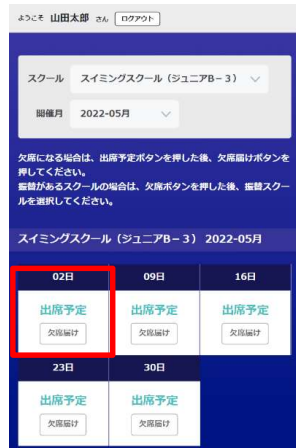 ようこそ 山田太郎 さん ログアウト
スクール スイミングスクール（ジュニアB－3）
開催月 2022-05月
欠席になる場合は、出席予定ボタンを押した後、欠席届けボタンを
押してください。
振替があるスクールの場合は、欠席ボタンを押した後、振替スクー
ルを選択してください。
スイミングスクール（ジュニアB－3） 2022-05月
02日 09日 16日
出席予定 出席予定 出席予定
欠席届け 欠席届け 欠席届け
23日 30日
出席予定 出席予定
欠席届け 欠席届け